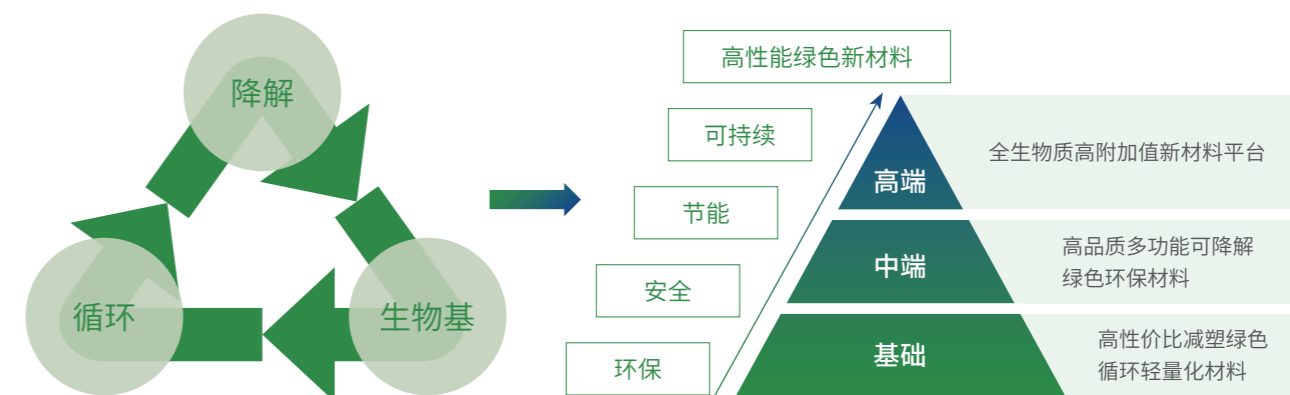 降解
循环
生物基
高性能绿色新材料
可持续
节能
安全
环保
高端
全生物质高附加值新材料平台
中端
高品质多功能可降解
绿色环保材料
基础
高性价比减塑绿色
循环轻量化材料